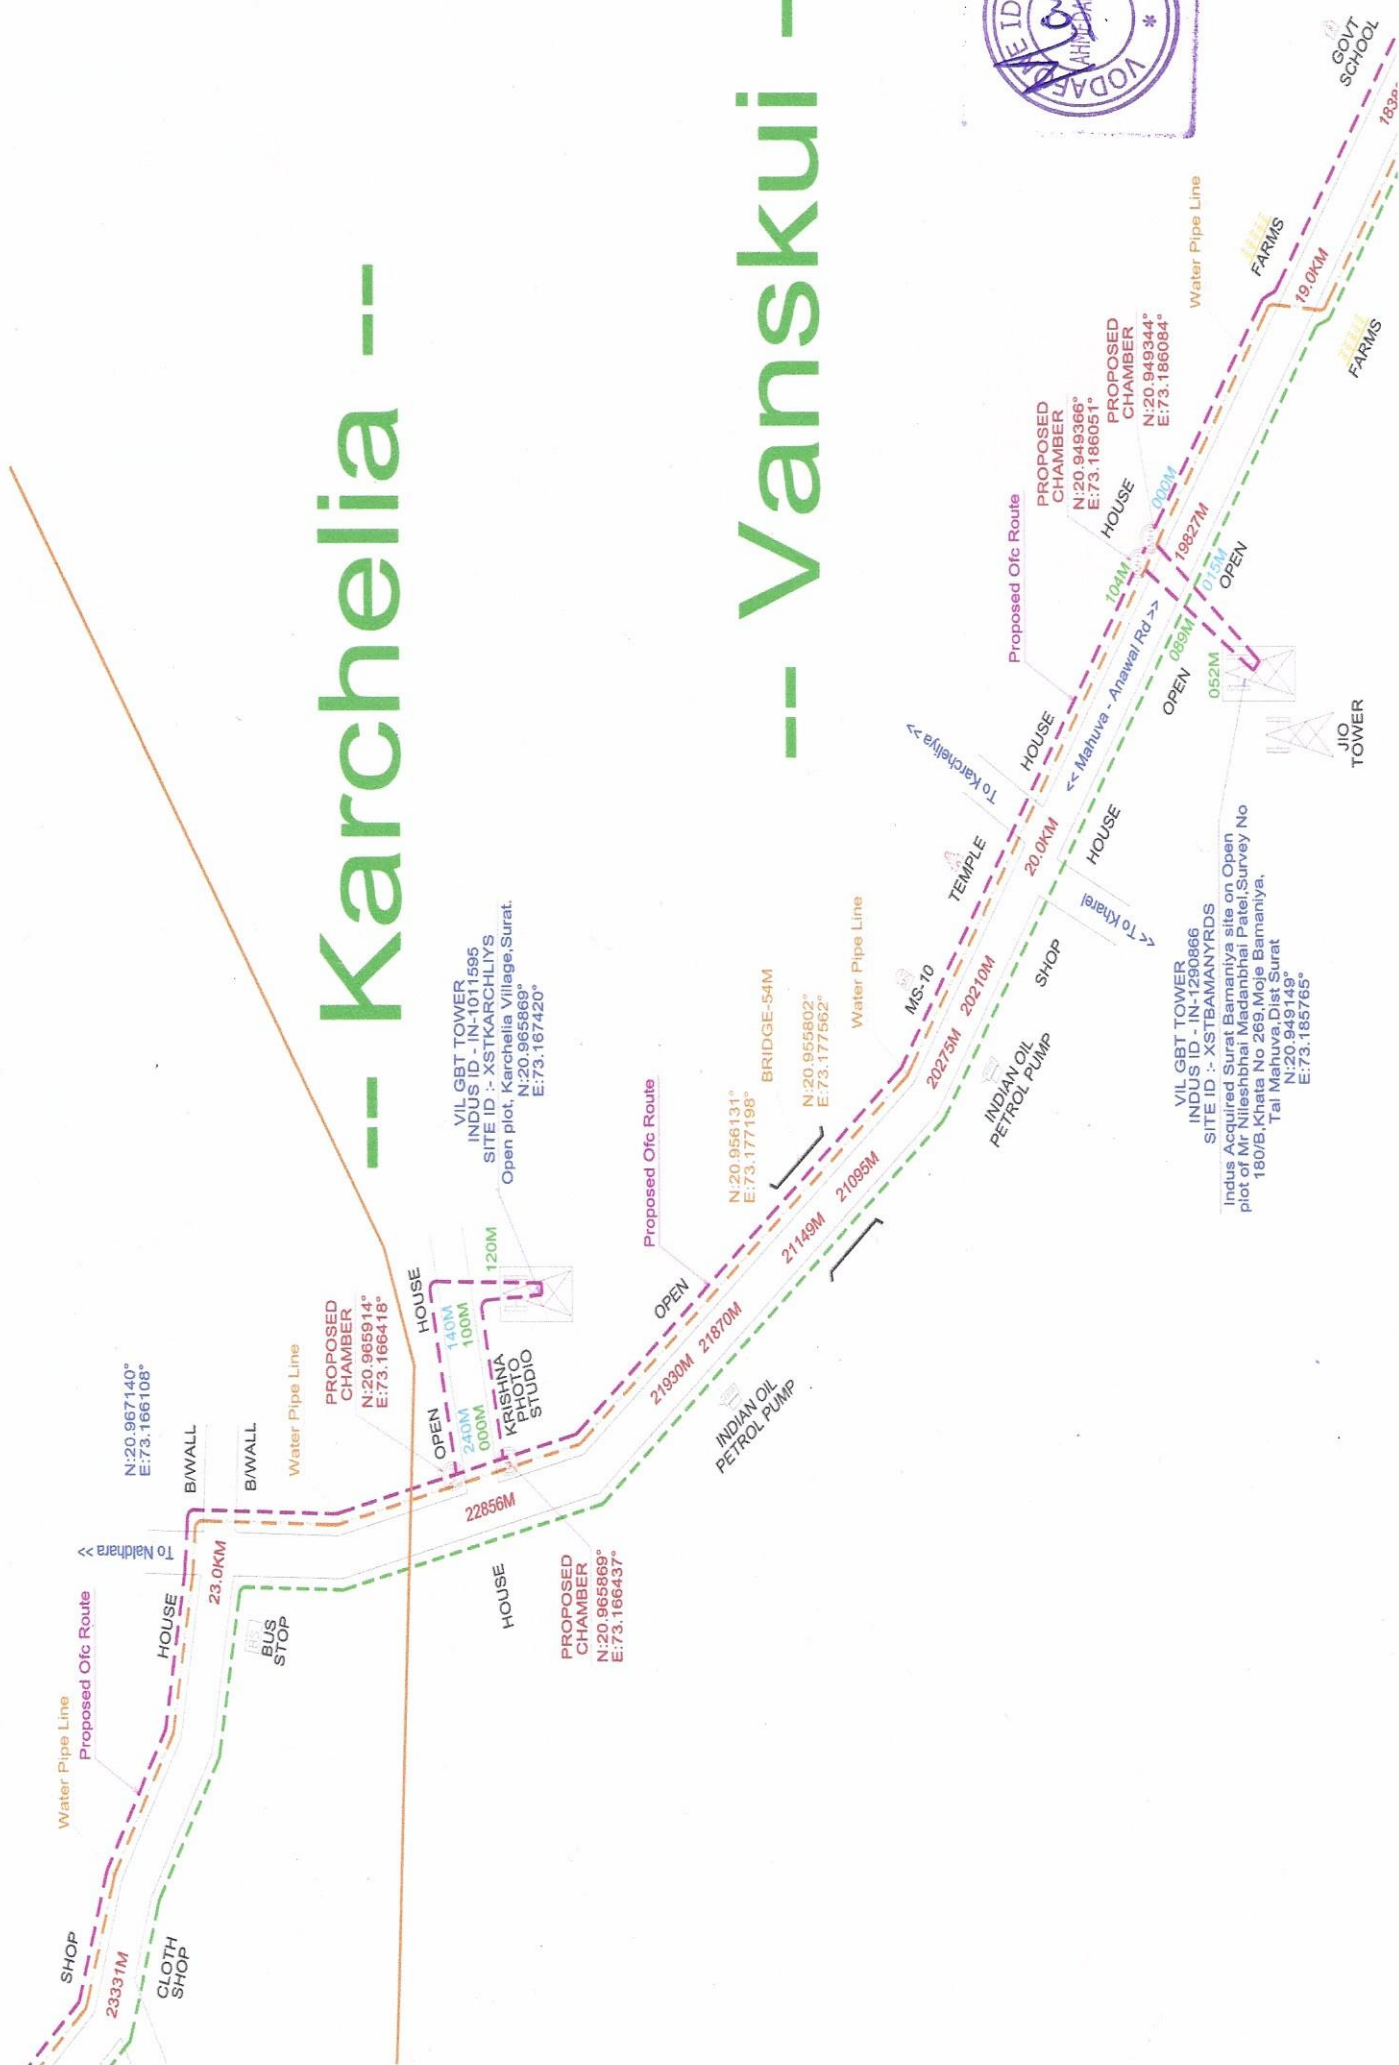 -- Karchelia --
-- Vanskui -
SHOP
23331M
CLOTH
SHOP
Water Pipe Line
Proposed Ofc Route
HOUSE
To Naldhara >>
23.0KM
BUS
STOP
N:20.967140°
E:73.166108°
B/WALL
B/WALL
Water Pipe Line
PROPOSED
CHAMBER
N:20.965914°
E:73.166418°
OPEN
HOUSE
240M
140M
000M
100M
120M
KRISHNA
PHOTO
STUDIO
22856M
HOUSE
PROPOSED
CHAMBER
N:20.965869°
E:73.166437°
VIL GBT TOWER
INDUS ID - IN-1011595
SITE ID :- XSTKARCHLIYS
Open plot, Karchelia Village,Surat.
N:20.965869°
E:73.167420°
Proposed Ofc Route
OPEN
21930M
21870M
INDIAN OIL
PETROL PUMP
N:20.956131°
E:73.177198°
BRIDGE-54M
N:20.955802°
E:73.177562°
21149M
21095M
Water Pipe Line
MS-10
20275M
20210M
INDIAN OIL
PETROL PUMP
TEMPLE
SHOP
To Karcheliya >>
20.0KM
<< To Kharel
HOUSE
HOUSE
Proposed Ofc Route
<< Mahuva - Anawal Rd >>
104M
HOUSE
000M
PROPOSED
CHAMBER
N:20.949366°
E:73.186051°
PROPOSED
CHAMBER
N:20.949344°
E:73.186084°
19827M
015M
OPEN
089M
OPEN
052M
JIO
TOWER
VIL GBT TOWER
INDUS ID - IN-1290866
SITE ID :- XSTBAMANYRDS
Indus Acquired Surat Bamaniya site on Open
plot of Mr Nileshbhai Madanbhai Patel,Survey No
180/B,Khata No 269,Moje Bamaniya,
Tal Mahuva,Dist Surat
N:20.949149°
E:73.185765°
Water Pipe Line
FARMS
19.0KM
FARMS
GOVT
SCHOOL
VODAF